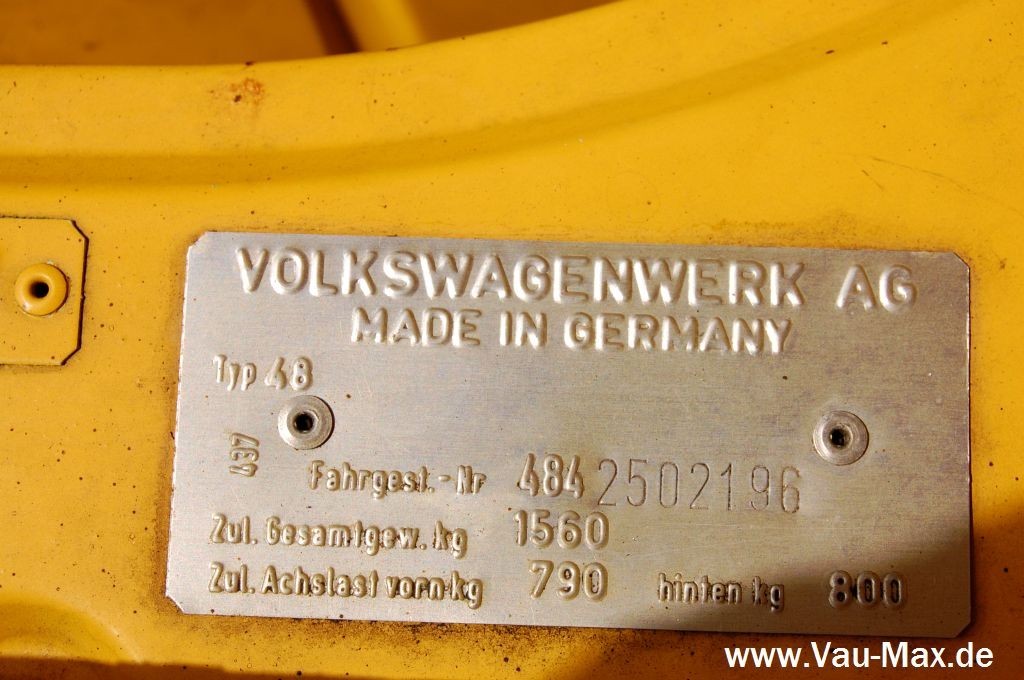 VOLKSWAGENWERK AG
MADE IN GERMANY
Typ 48
437
Fahrgest.-Nr 484 2502196
Zul. Gesamtgew. kg 1560
Zul. Achslast vorn kg 790 hinten kg 800
www.Vau-Max.de